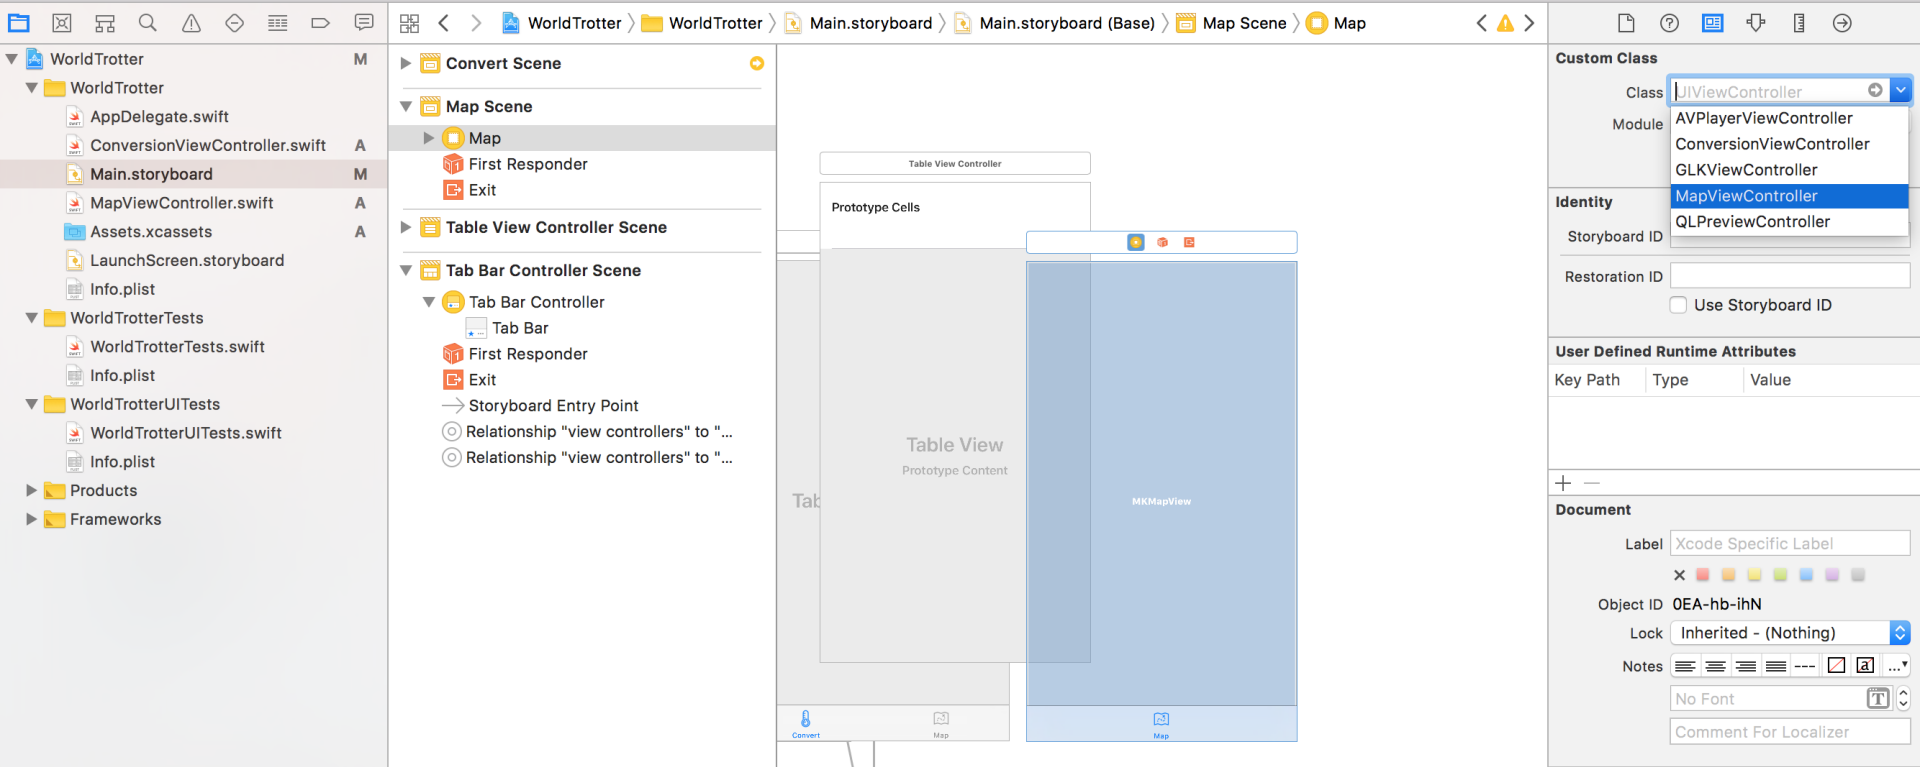 WorldTrotter M
WorldTrotter
AppDelegate.swift
ConversionViewController.swift A
Main.storyboard M
MapViewController.swift A
Assets.xcassets A
LaunchScreen.storyboard
Info.plist
WorldTrotterTests
WorldTrotterTests.swift
Info.plist
WorldTrotterUITests
WorldTrotterUITests.swift
Info.plist
Products
Frameworks
WorldTrotter
WorldTrotter
Main.storyboard
Main.storyboard (Base)
Map Scene
Map
Convert Scene
Map Scene
Map
First Responder
Exit
Table View Controller Scene
Tab Bar Controller Scene
Tab Bar Controller
Tab Bar
First Responder
Exit
Storyboard Entry Point
Relationship "view controllers" to "...
Relationship "view controllers" to "...
Table View Controller
Prototype Cells
Table View
Prototype Content
Tab
Convert
Map
MKMapView
Map
Custom Class
Class UIViewController
AVPlayerViewController
ConversionViewController
GLKViewController
MapViewController
QLPreviewController
Module
Identity
Storyboard ID
Restoration ID
Use Storyboard ID
User Defined Runtime Attributes
Key Path Type Value
Document
Label Xcode Specific Label
Object ID 0EA-hb-ihN
Lock Inherited - (Nothing)
Notes
No Font
Comment For Localizer